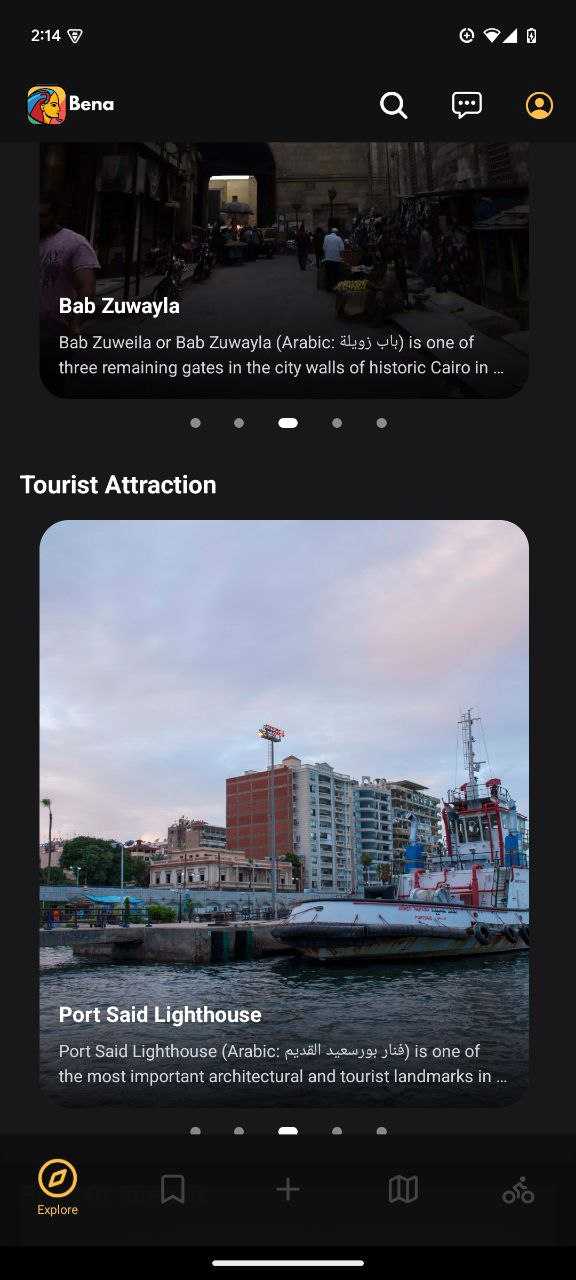 2:14
Bena
Bab Zuwayla
Bab Zuweila or Bab Zuwayla (Arabic: باب زويلة) is one of
three remaining gates in the city walls of historic Cairo in ...
Tourist Attraction
Port Said Lighthouse
Port Said Lighthouse (Arabic: فنار بورسعيد القديم) is one of
the most important architectural and tourist landmarks in ...
Explore